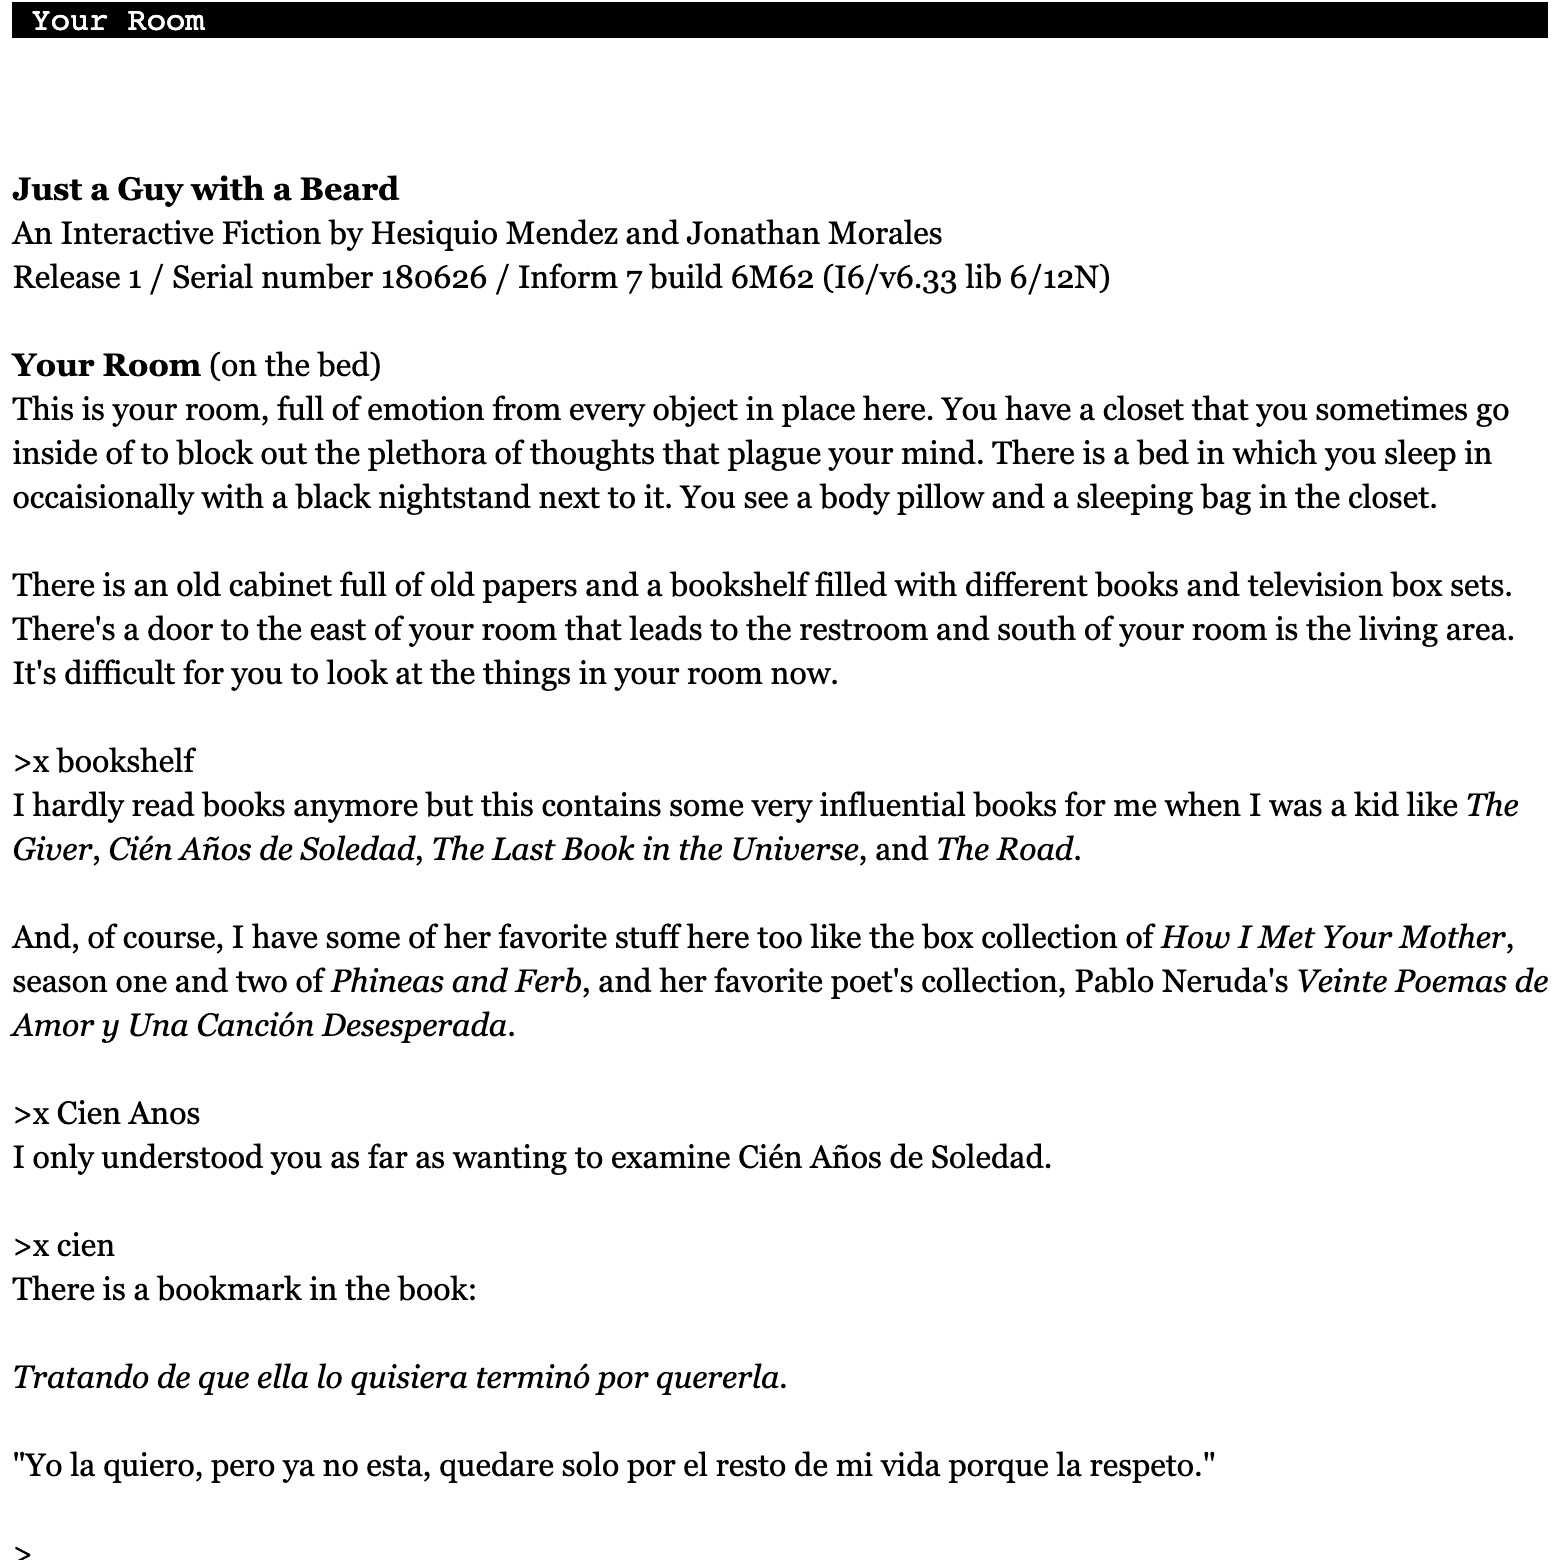 Your Room
Just a Guy with a Beard
An Interactive Fiction by Hesiquio Mendez and Jonathan Morales
Release 1 / Serial number 180626 / Inform 7 build 6M62 (I6/v6.33 lib 6/12N)
Your Room (on the bed)
This is your room, full of emotion from every object in place here. You have a closet that you sometimes go
inside of to block out the plethora of thoughts that plague your mind. There is a bed in which you sleep in
occaisionally with a black nightstand next to it. You see a body pillow and a sleeping bag in the closet.
There is an old cabinet full of old papers and a bookshelf filled with different books and television box sets.
There's a door to the east of your room that leads to the restroom and south of your room is the living area.
It's difficult for you to look at the things in your room now.
>x bookshelf
I hardly read books anymore but this contains some very influential books for me when I was a kid like The
Giver, Cién Años de Soledad, The Last Book in the Universe, and The Road.
And, of course, I have some of her favorite stuff here too like the box collection of How I Met Your Mother,
season one and two of Phineas and Ferb, and her favorite poet's collection, Pablo Neruda's Veinte Poemas de
Amor y Una Canción Desesperada.
>x Cien Anos
I only understood you as far as wanting to examine Cién Años de Soledad.
>x cien
There is a bookmark in the book:
Tratando de que ella lo quisiera terminó por quererla.
"Yo la quiero, pero ya no esta, quedare solo por el resto de mi vida porque la respeto."
>